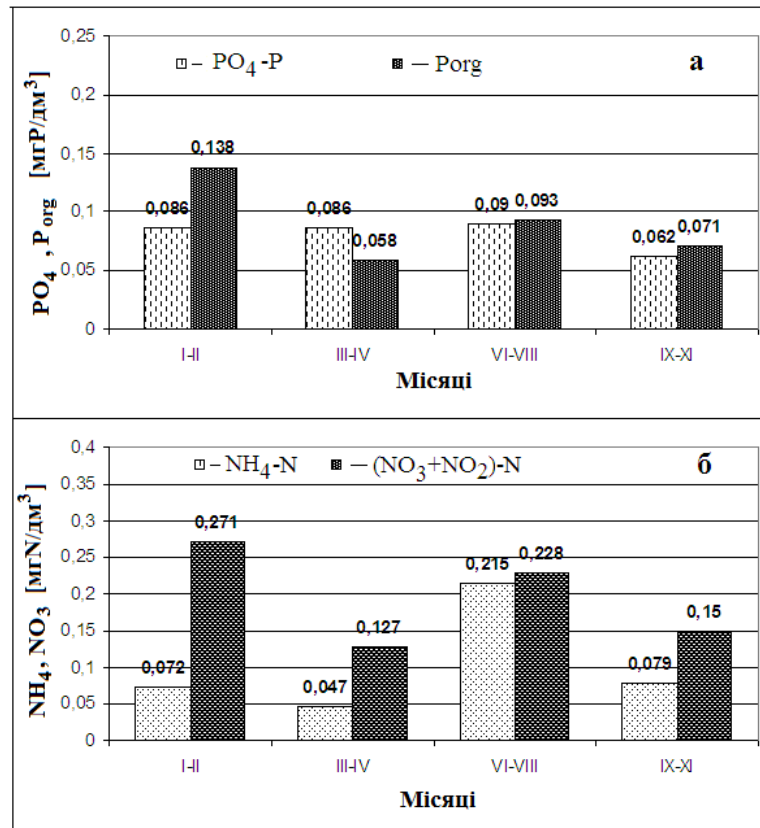 0,25
– PO₄ -P — Porg а
0,2
0,15
0,1
0,05
0
PO₄ , P org [мгР/дм³]
0,086 0,138 0,086 0,058 0,09 0,093 0,062 0,071
I-II III-IV VI-VIII IX-XI
Місяці
0,4
– NH₄-N — (NO₃+NO₂)-N б
0,35
0,3
0,25
0,2
0,15
0,1
0,05
0
NH₄ , NO₃ [мгN/дм³]
0,072 0,271 0,047 0,127 0,215 0,228 0,079 0,15
I-II III-IV VI-VIII IX-XI
Місяці